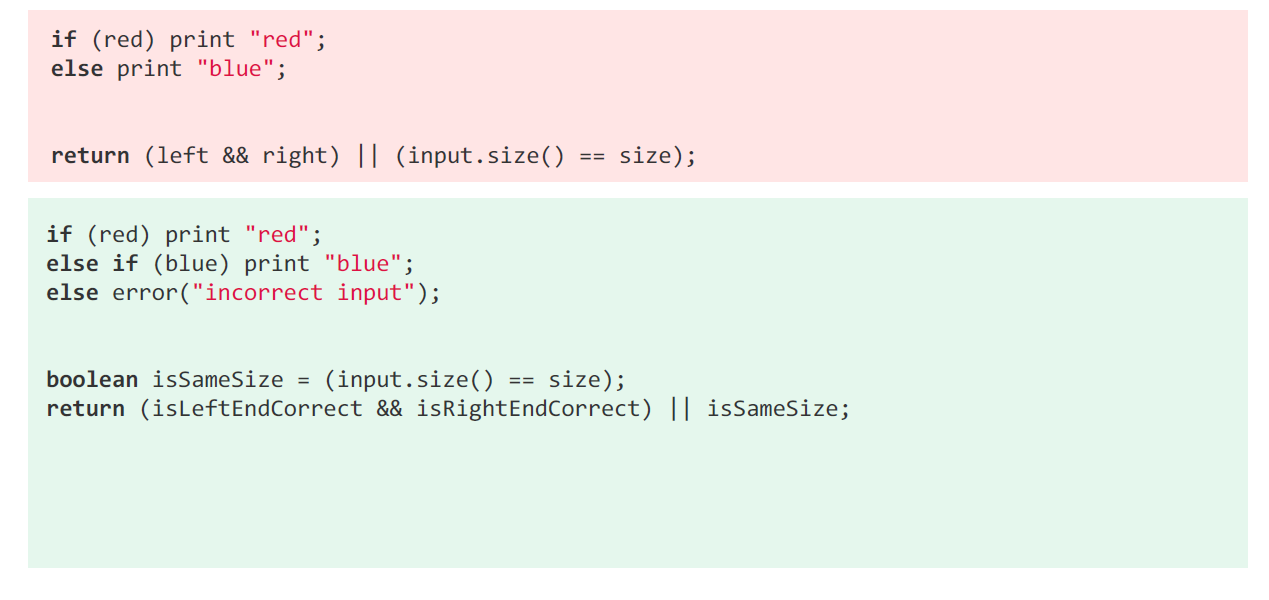 if (red) print "red";
else print "blue";
return (left && right) || (input.size() == size);
if (red) print "red";
else if (blue) print "blue";
else error("incorrect input");
boolean isSameSize = (input.size() == size);
return (isLeftEndCorrect && isRightEndCorrect) || isSameSize;